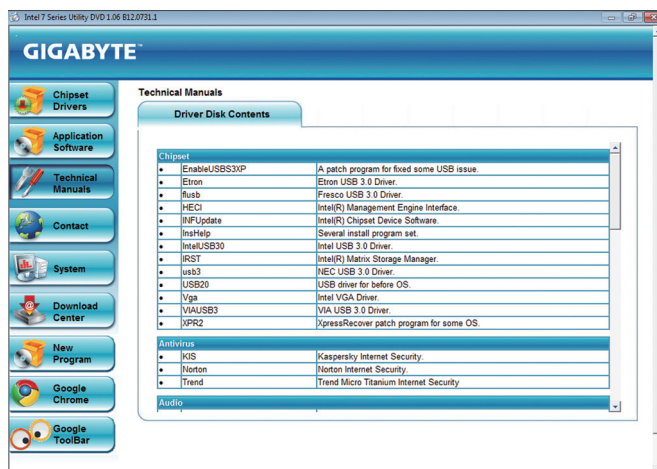 Intel 7 Series Utility DVD 1.06 B12.0731.1
GIGABYTE™
Chipset
Drivers
Application
Software
Technical
Manuals
Contact
System
Download
Center
New
Program
Google
Chrome
Google
ToolBar
Technical Manuals
Driver Disk Contents
Chipset
• EnableUSBS3XP A patch program for fixed some USB issue.
• Etron Etron USB 3.0 Driver.
• flusb Fresco USB 3.0 Driver.
• HECI Intel(R) Management Engine Interface.
• INFUpdate Intel(R) Chipset Device Software.
• InsHelp Several install program set.
• IntelUSB30 Intel USB 3.0 Driver.
• IRST Intel(R) Matrix Storage Manager.
• usb3 NEC USB 3.0 Driver.
• USB20 USB driver for before OS.
• Vga Intel VGA Driver.
• VIAUSB3 VIA USB 3.0 Driver.
• XPR2 XpressRecover patch program for some OS.
Antivirus
• KIS Kaspersky Internet Security.
• Norton Norton Internet Security.
• Trend Trend Micro Titanium Internet Security
Audio